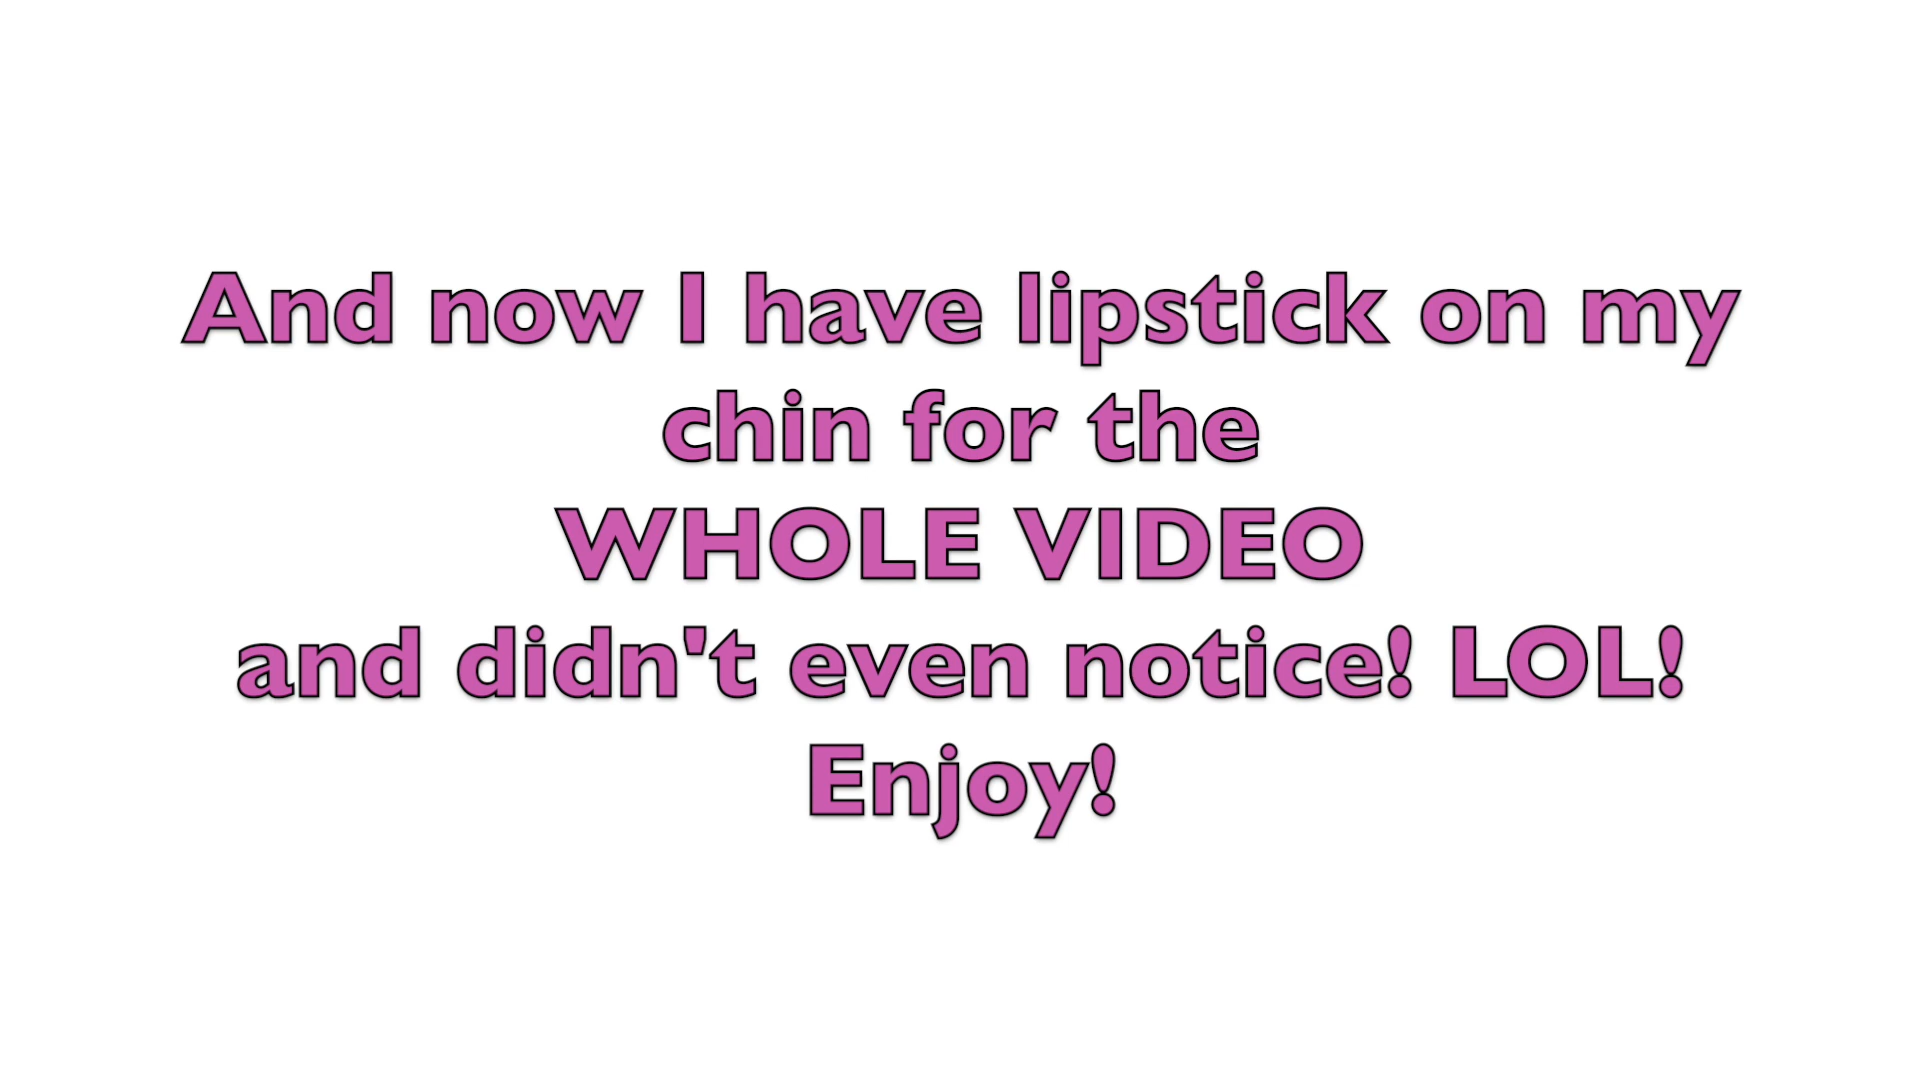 And now I have lipstick on my
chin for the
WHOLE VIDEO
and didn't even notice! LOL!
Enjoy!